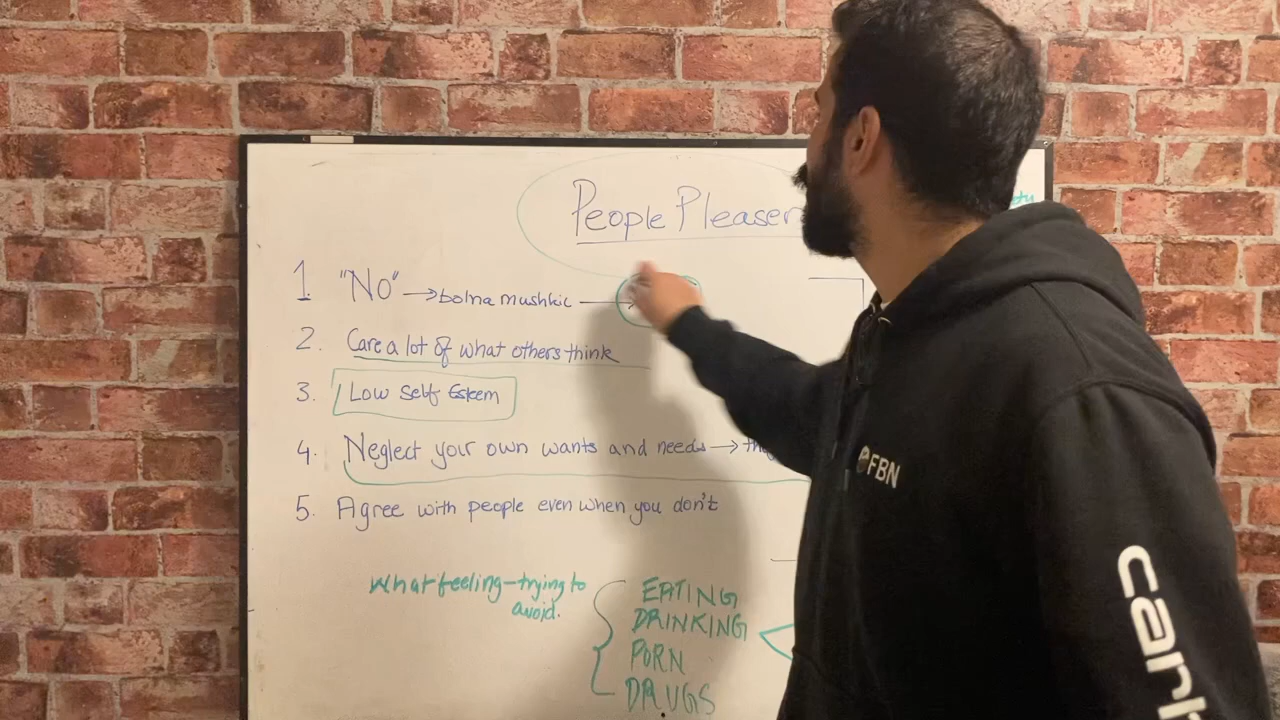 People Pleaser
1 "No" → bolna mushkic →
2. Care a lot of what others think
3. Low Self Esteem
4. Neglect your own wants and needs →
5. Agree with people even when you don't
what feeling - trying to
avoid.
EATING
DRINKING
PORN
DRUGS
FBN